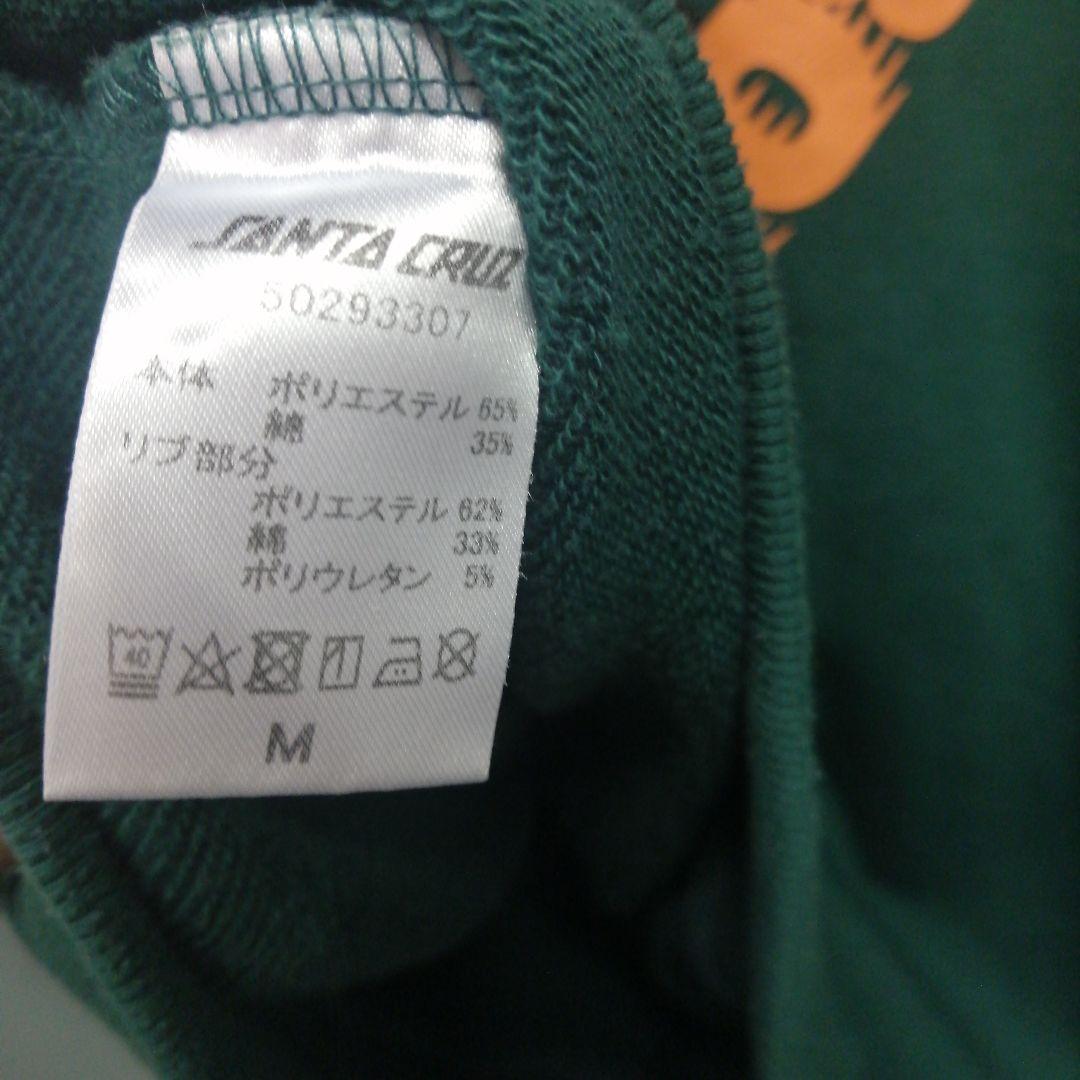 SANTA CRUZ
50293307
本体
ポリエステル 65%
綿 35%
リブ部分
ポリエステル 62%
綿 33%
ポリウレタン 5%
40
M